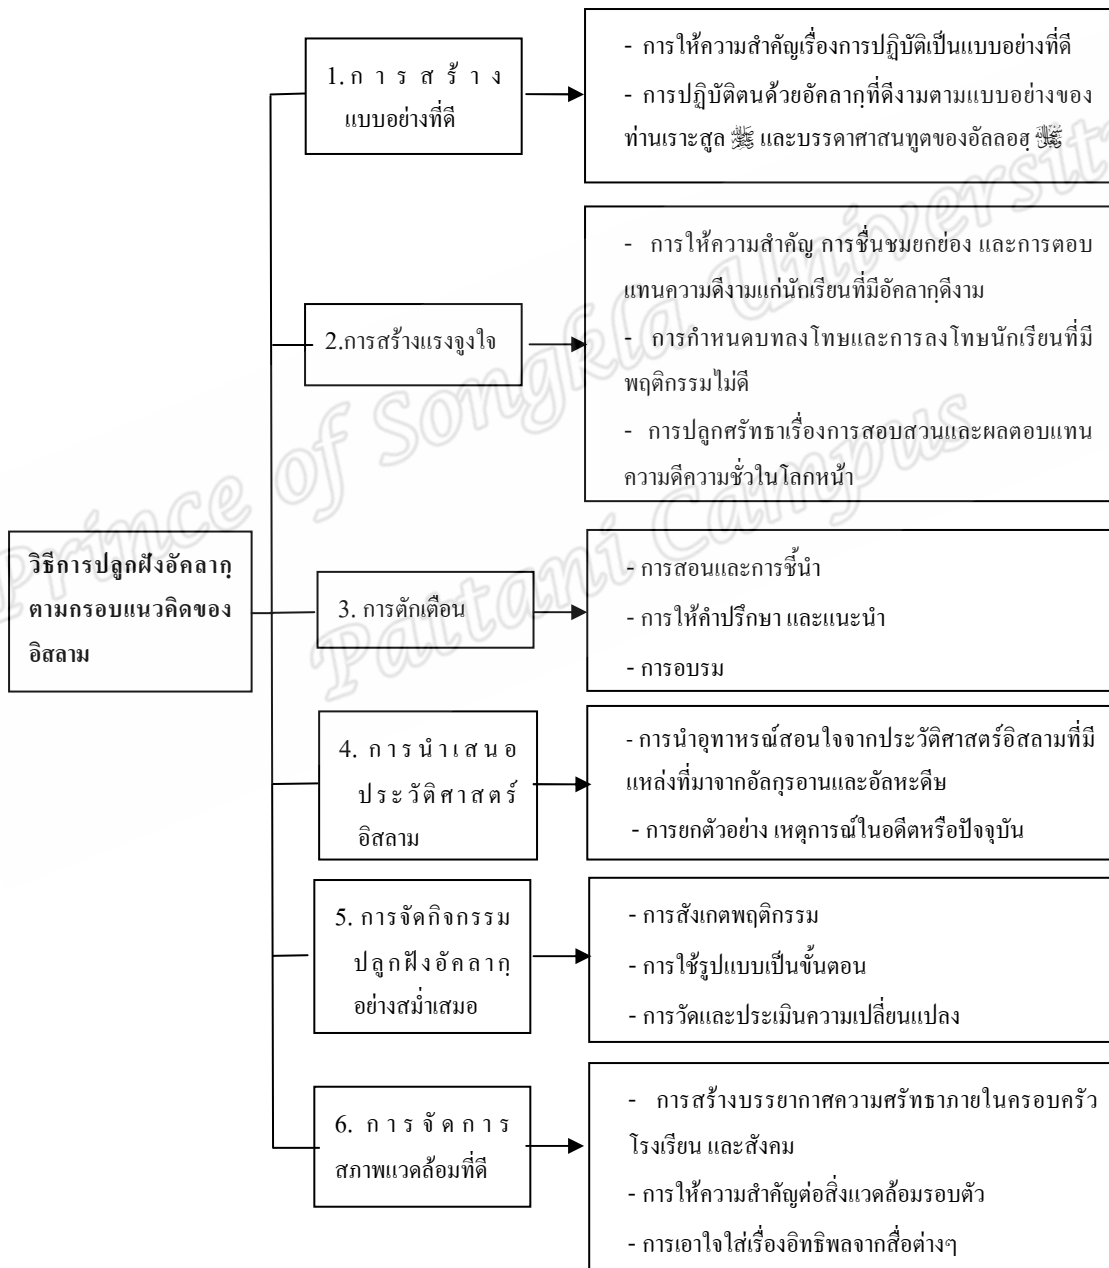 1. การสร้าง
แบบอย่างที่ดี
- การให้ความสำคัญเรื่องการปฏิบัติเป็นแบบอย่างที่ดี
- การปฏิบัติตนด้วยอัคลากฺที่ดีงามตามแบบอย่างของ
ท่านเราะสูล ﷺ และบรรดาศาสนทูตของอัลลอฮฺ
2.การสร้างแรงจูงใจ
- การให้ความสำคัญ การชื่นชมยกย่อง และการตอบ
แทนความดีงามแก่นักเรียนที่มีอัคลากฺดีงาม
- การกำหนดบทลงโทษและการลงโทษนักเรียนที่มี
พฤติกรรมไม่ดี
- การปลูกศรัทธาเรื่องการสอบสวนและผลตอบแทน
ความดีความชั่วในโลกหน้า
วิธีการปลูกฝังอัคลากฺ
ตามกรอบแนวคิดของ
อิสลาม
3. การตักเตือน
- การสอนและการชี้นำ
- การให้คำปรึกษา และแนะนำ
- การอบรม
4. การนำเสนอ
ประวัติศาสตร์
อิสลาม
- การนำอุทาหรณ์สอนใจจากประวัติศาสตร์อิสลามที่มี
แหล่งที่มาจากอัลกุรอานและอัลหะดีษ
- การยกตัวอย่าง เหตุการณ์ในอดีตหรือปัจจุบัน
5. การจัดกิจกรรม
ปลูกฝังอัคลากฺ
อย่างสม่ำเสมอ
- การสังเกตพฤติกรรม
- การใช้รูปแบบเป็นขั้นตอน
- การวัดและประเมินความเปลี่ยนแปลง
6. การจัดการ
สภาพแวดล้อมที่ดี
- การสร้างบรรยากาศความศรัทธาภายในครอบครัว
โรงเรียน และสังคม
- การให้ความสำคัญต่อสิ่งแวดล้อมรอบตัว
- การเอาใจใส่เรื่องอิทธิพลจากสื่อต่างๆ
Prince of Songkla Universit
Pattani Campus